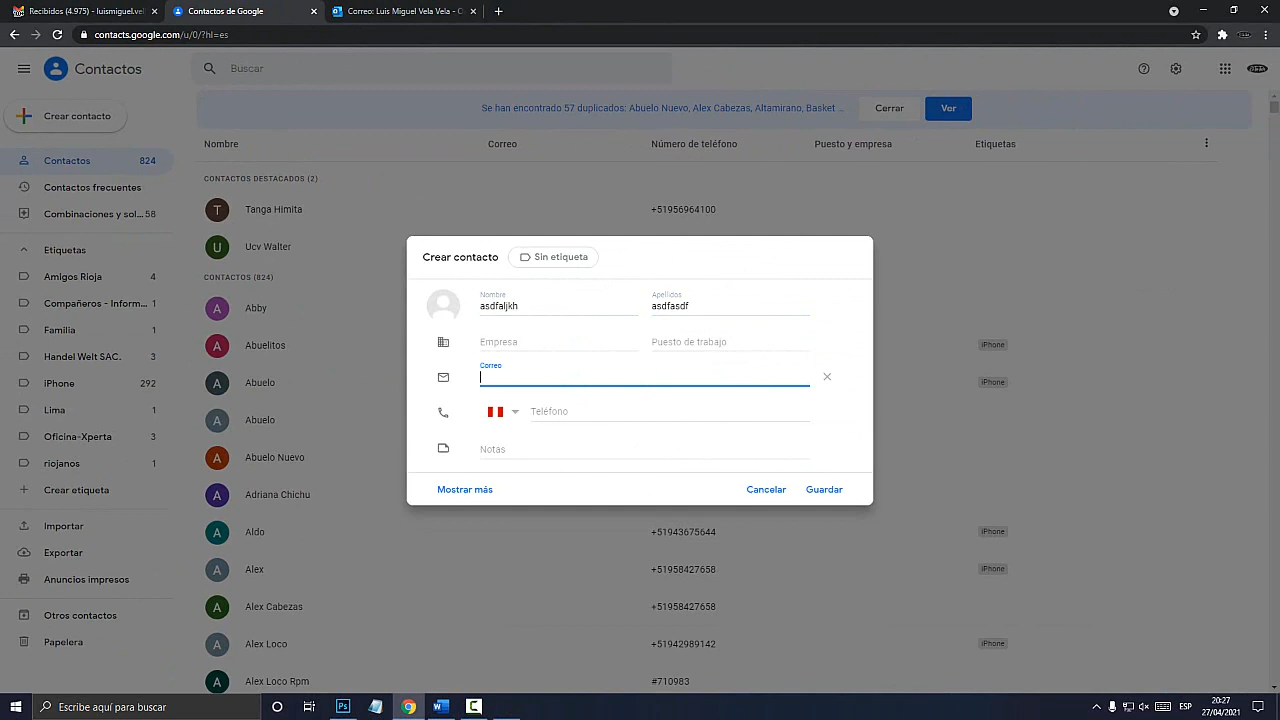 Recibidos (4.975) - luismiguel.vel
Contactos de Google
Correo: Luis Miguel Vela Vela - O
contacts.google.com/u/0/?hl=es
Contactos
Buscar
Crear contacto
Se han encontrado 57 duplicados: Abuelo Nuevo, Alex Cabezas, Altamirano, Basket ...
Cerrar
Ver
Nombre
Correo
Número de teléfono
Puesto y empresa
Etiquetas
Contactos 824
Contactos frecuentes
Combinaciones y sol... 58
Etiquetas
Amigos Rioja 4
Compañeros - Inform... 1
Familia 1
Handel Welt SAC. 3
iPhone 292
Lima 1
Oficina-Xperta 3
riojanos 1
Crear etiqueta
Importar
Exportar
Anuncios impresos
Otros contactos
Papelera
CONTACTOS DESTACADOS (2)
T Tanga Himita +51956964100
U Ucv Walter
CONTACTOS (824)
A Abby
A Abuelitos iPhone
A Abuelo iPhone
A Abuelo
A Abuelo Nuevo
A Adriana Chichu
A Aldo +51943675644 iPhone
A Alex +51958427658 iPhone
A Alex Cabezas +51958427658
A Alex Loco +51942989142 iPhone
A Alex Loco Rpm #710983
Crear contacto
Sin etiqueta
Nombre
asdfaljkh
Apellidos
asdfasdf
Empresa
Puesto de trabajo
Correo
Teléfono
Notas
Mostrar más
Cancelar
Guardar
Escribe aquí para buscar
Ps
W
C
ESP
20:27
27/04/2021